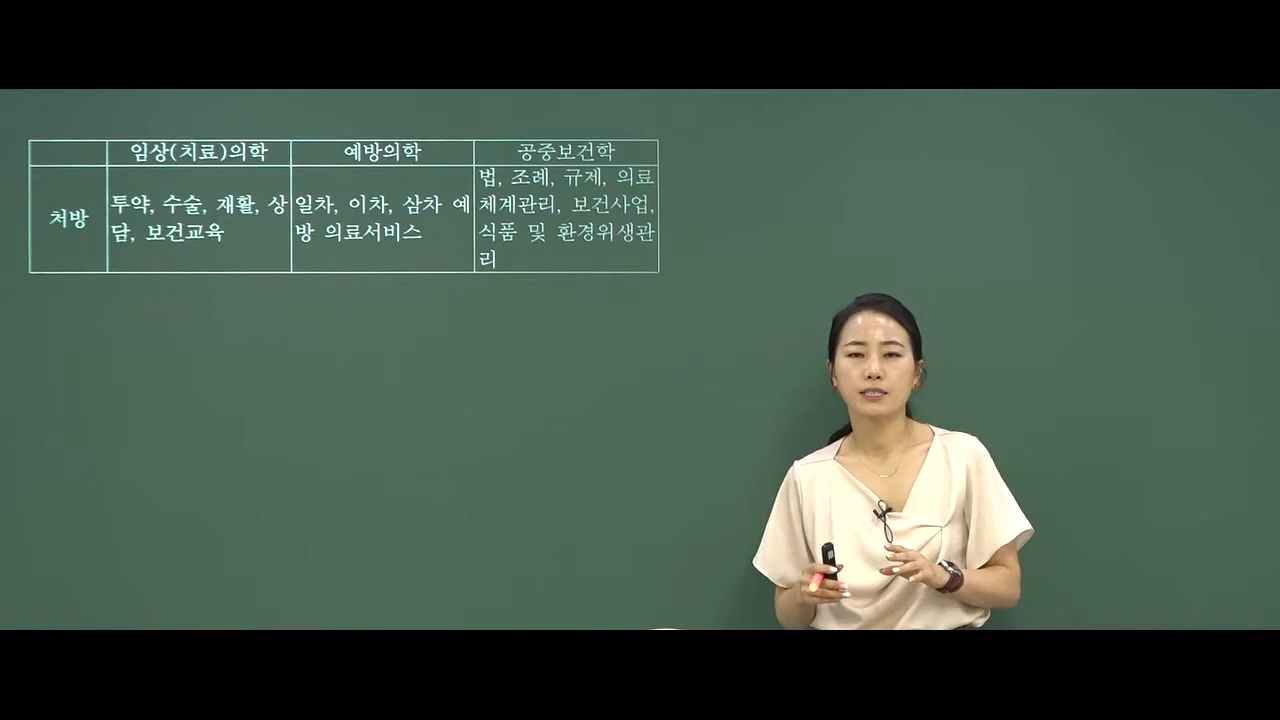 임상(치료)의학 예방의학 공중보건학
처방
투약, 수술, 재활, 상
담, 보건교육
일차, 이차, 삼차 예
방 의료서비스
법, 조례, 규제, 의료
체계관리, 보건사업,
식품 및 환경위생관
리